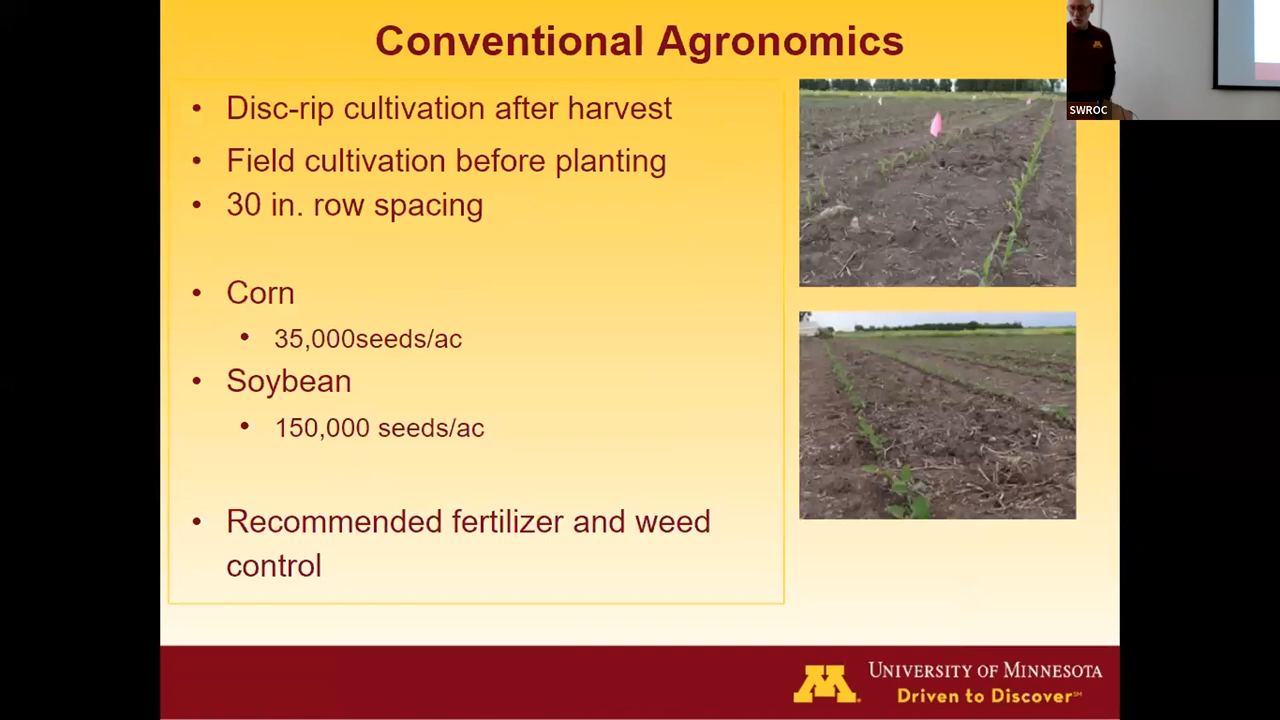 Conventional Agronomics
SWROC
• Disc-rip cultivation after harvest
• Field cultivation before planting
• 30 in. row spacing
• Corn
• 35,000seeds/ac
• Soybean
• 150,000 seeds/ac
• Recommended fertilizer and weed
control
M
UNIVERSITY OF MINNESOTA
Driven to Discover℠